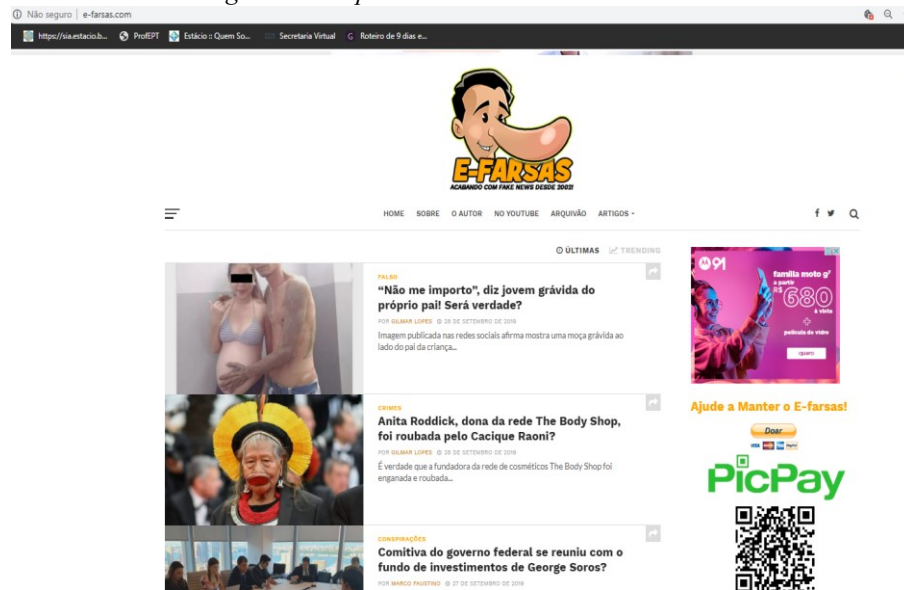 Não seguro | e-farsas.com
https://sia.estacio.b... ProfEPT Estácio :: Quem So... Secretaria Virtual Roteiro de 9 dias e...
E-FARSAS
ACABANDO COM FAKE NEWS DESDE 2002!
HOME SOBRE O AUTOR NO YOUTUBE ARQUIVÃO ARTIGOS
ÚLTIMAS TRENDING
FALSO
“Não me importo”, diz jovem grávida do
próprio pai! Será verdade?
POR GILMAR LOPES 28 DE SETEMBRO DE 2019
Imagem publicada nas redes sociais afirma mostra uma moça grávida ao
lado do pai da criança...
CRIMES
Anita Roddick, dona da rede The Body Shop,
foi roubada pelo Cacique Raoni?
POR GILMAR LOPES 28 DE SETEMBRO DE 2019
É verdade que a fundadora da rede de cosméticos The Body Shop foi
enganada e roubada...
CONSPIRAÇÕES
Comitiva do governo federal se reuniu com o
fundo de investimentos de George Soros?
POR MARCO FAUSTINO 27 DE SETEMBRO DE 2019
91
família moto g7
a partir
R$ 680
à vista
+
película de vidro
quero
Ajude a Manter o E-farsas!
Doar
PicPay